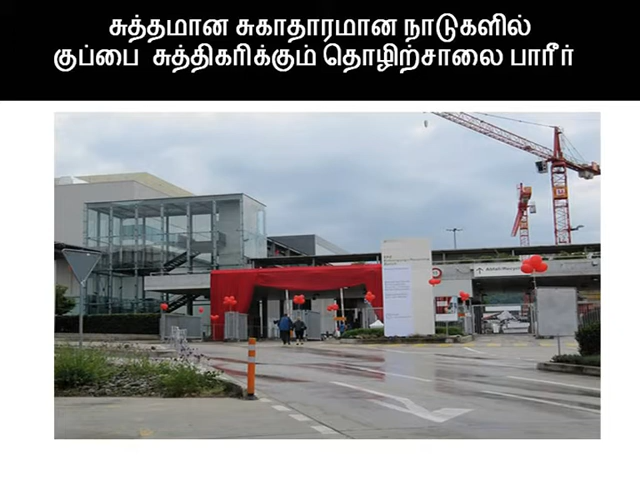 சுத்தமான சுகாதாரமான நாடுகளில்
குப்பை சுத்திகரிக்கும் தொழிற்சாலை பாரீர்